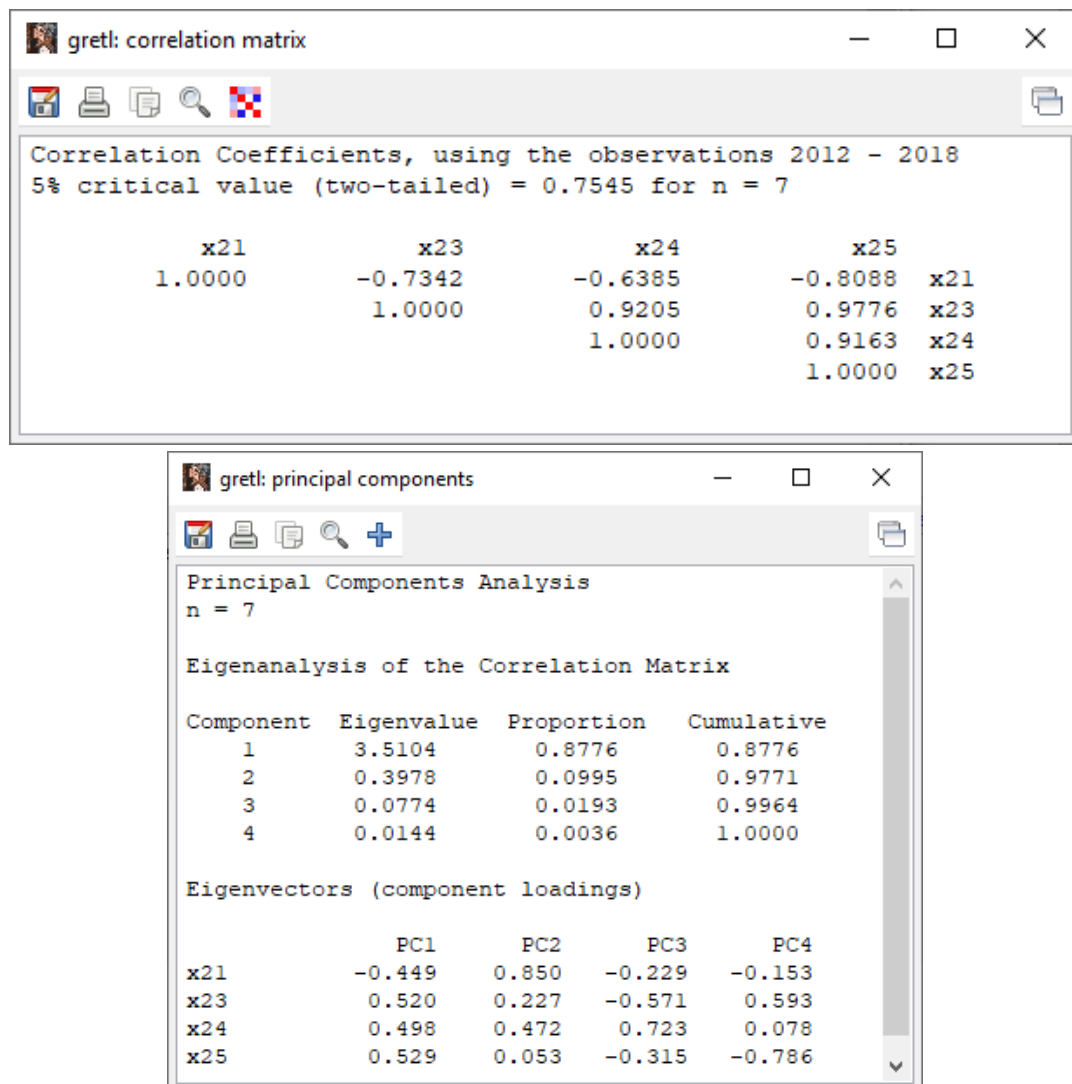 gretl: correlation matrix
Correlation Coefficients, using the observations 2012 - 2018
5% critical value (two-tailed) = 0.7545 for n = 7
x21 x23 x24 x25
1.0000 -0.7342 -0.6385 -0.8088 x21
1.0000 0.9205 0.9776 x23
1.0000 0.9163 x24
1.0000 x25
gretl: principal components
Principal Components Analysis
n = 7
Eigenanalysis of the Correlation Matrix
Component Eigenvalue Proportion Cumulative
1 3.5104 0.8776 0.8776
2 0.3978 0.0995 0.9771
3 0.0774 0.0193 0.9964
4 0.0144 0.0036 1.0000
Eigenvectors (component loadings)
PC1 PC2 PC3 PC4
x21 -0.449 0.850 -0.229 -0.153
x23 0.520 0.227 -0.571 0.593
x24 0.498 0.472 0.723 0.078
x25 0.529 0.053 -0.315 -0.786